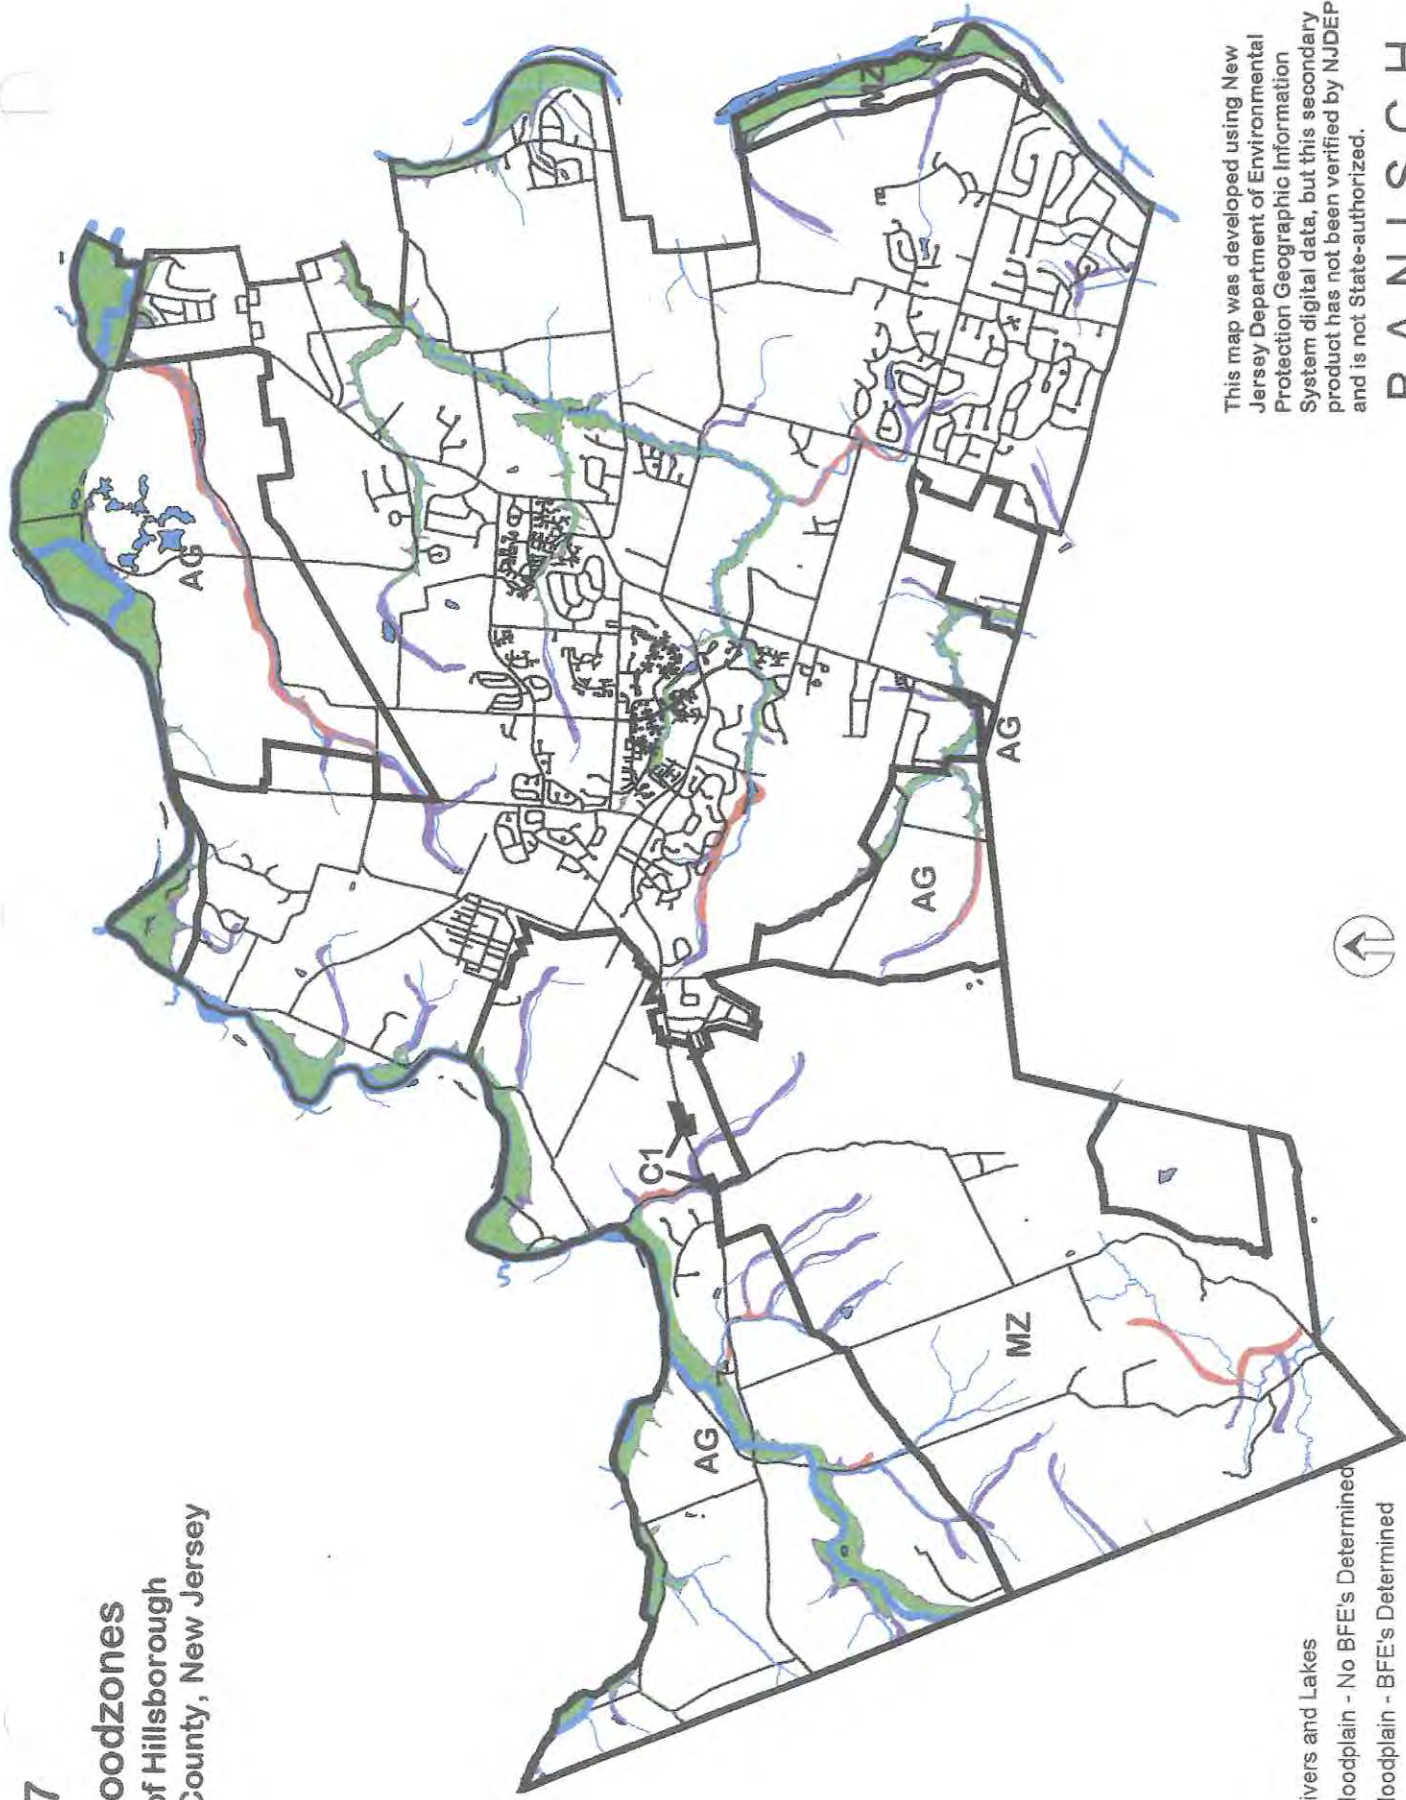 7
oodzones
of Hillsborough
County, New Jersey
AG
AG
AG
AG
MZ
MZ
C1
ivers and Lakes
loodplain - No BFE's Determined
loodplain - BFE's Determined
This map was developed using New
Jersey Department of Environmental
Protection Geographic Information
System digital data, but this secondary
product has not been verified by NJDEP
and is not State-authorized.